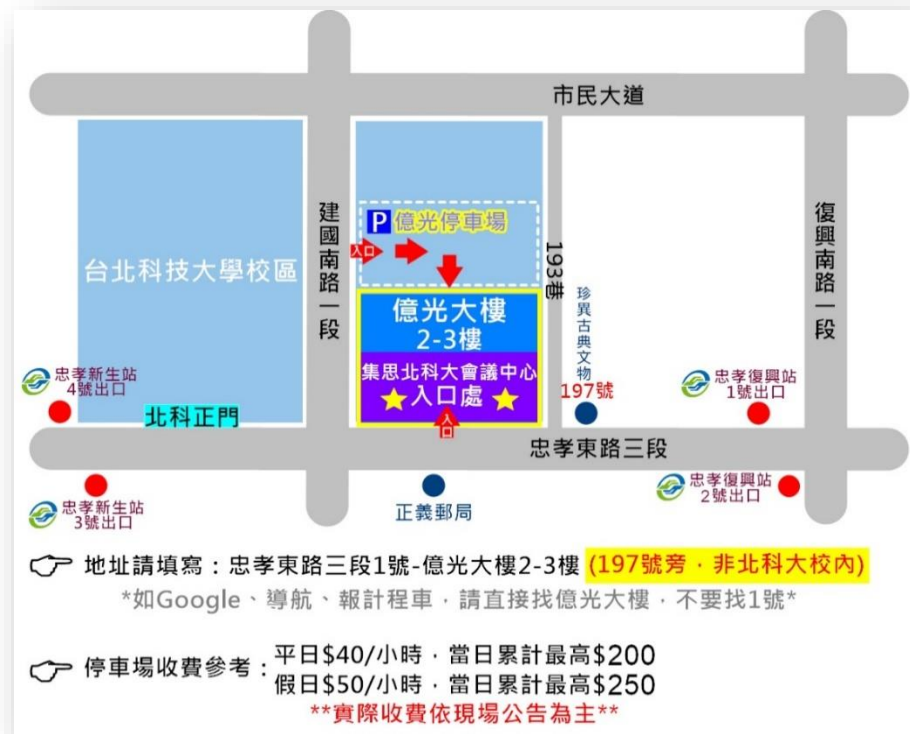 市民大道
建國南路一段
復興南路一段
193巷
P 億光停車場
入口
台北科技大學校區
億光大樓
2-3樓
集思北科大會議中心
入口處
入口
珍異古典文物
197號
忠孝新生站
4號出口
北科正門
忠孝復興站
1號出口
忠孝東路三段
忠孝新生站
3號出口
正義郵局
忠孝復興站
2號出口
地址請填寫：忠孝東路三段1號-億光大樓2-3樓 (197號旁，非北科大校內)
*如Google、導航、報計程車，請直接找億光大樓，不要找1號*
停車場收費參考：平日$40/小時，當日累計最高$200
假日$50/小時，當日累計最高$250
**實際收費依現場公告為主**